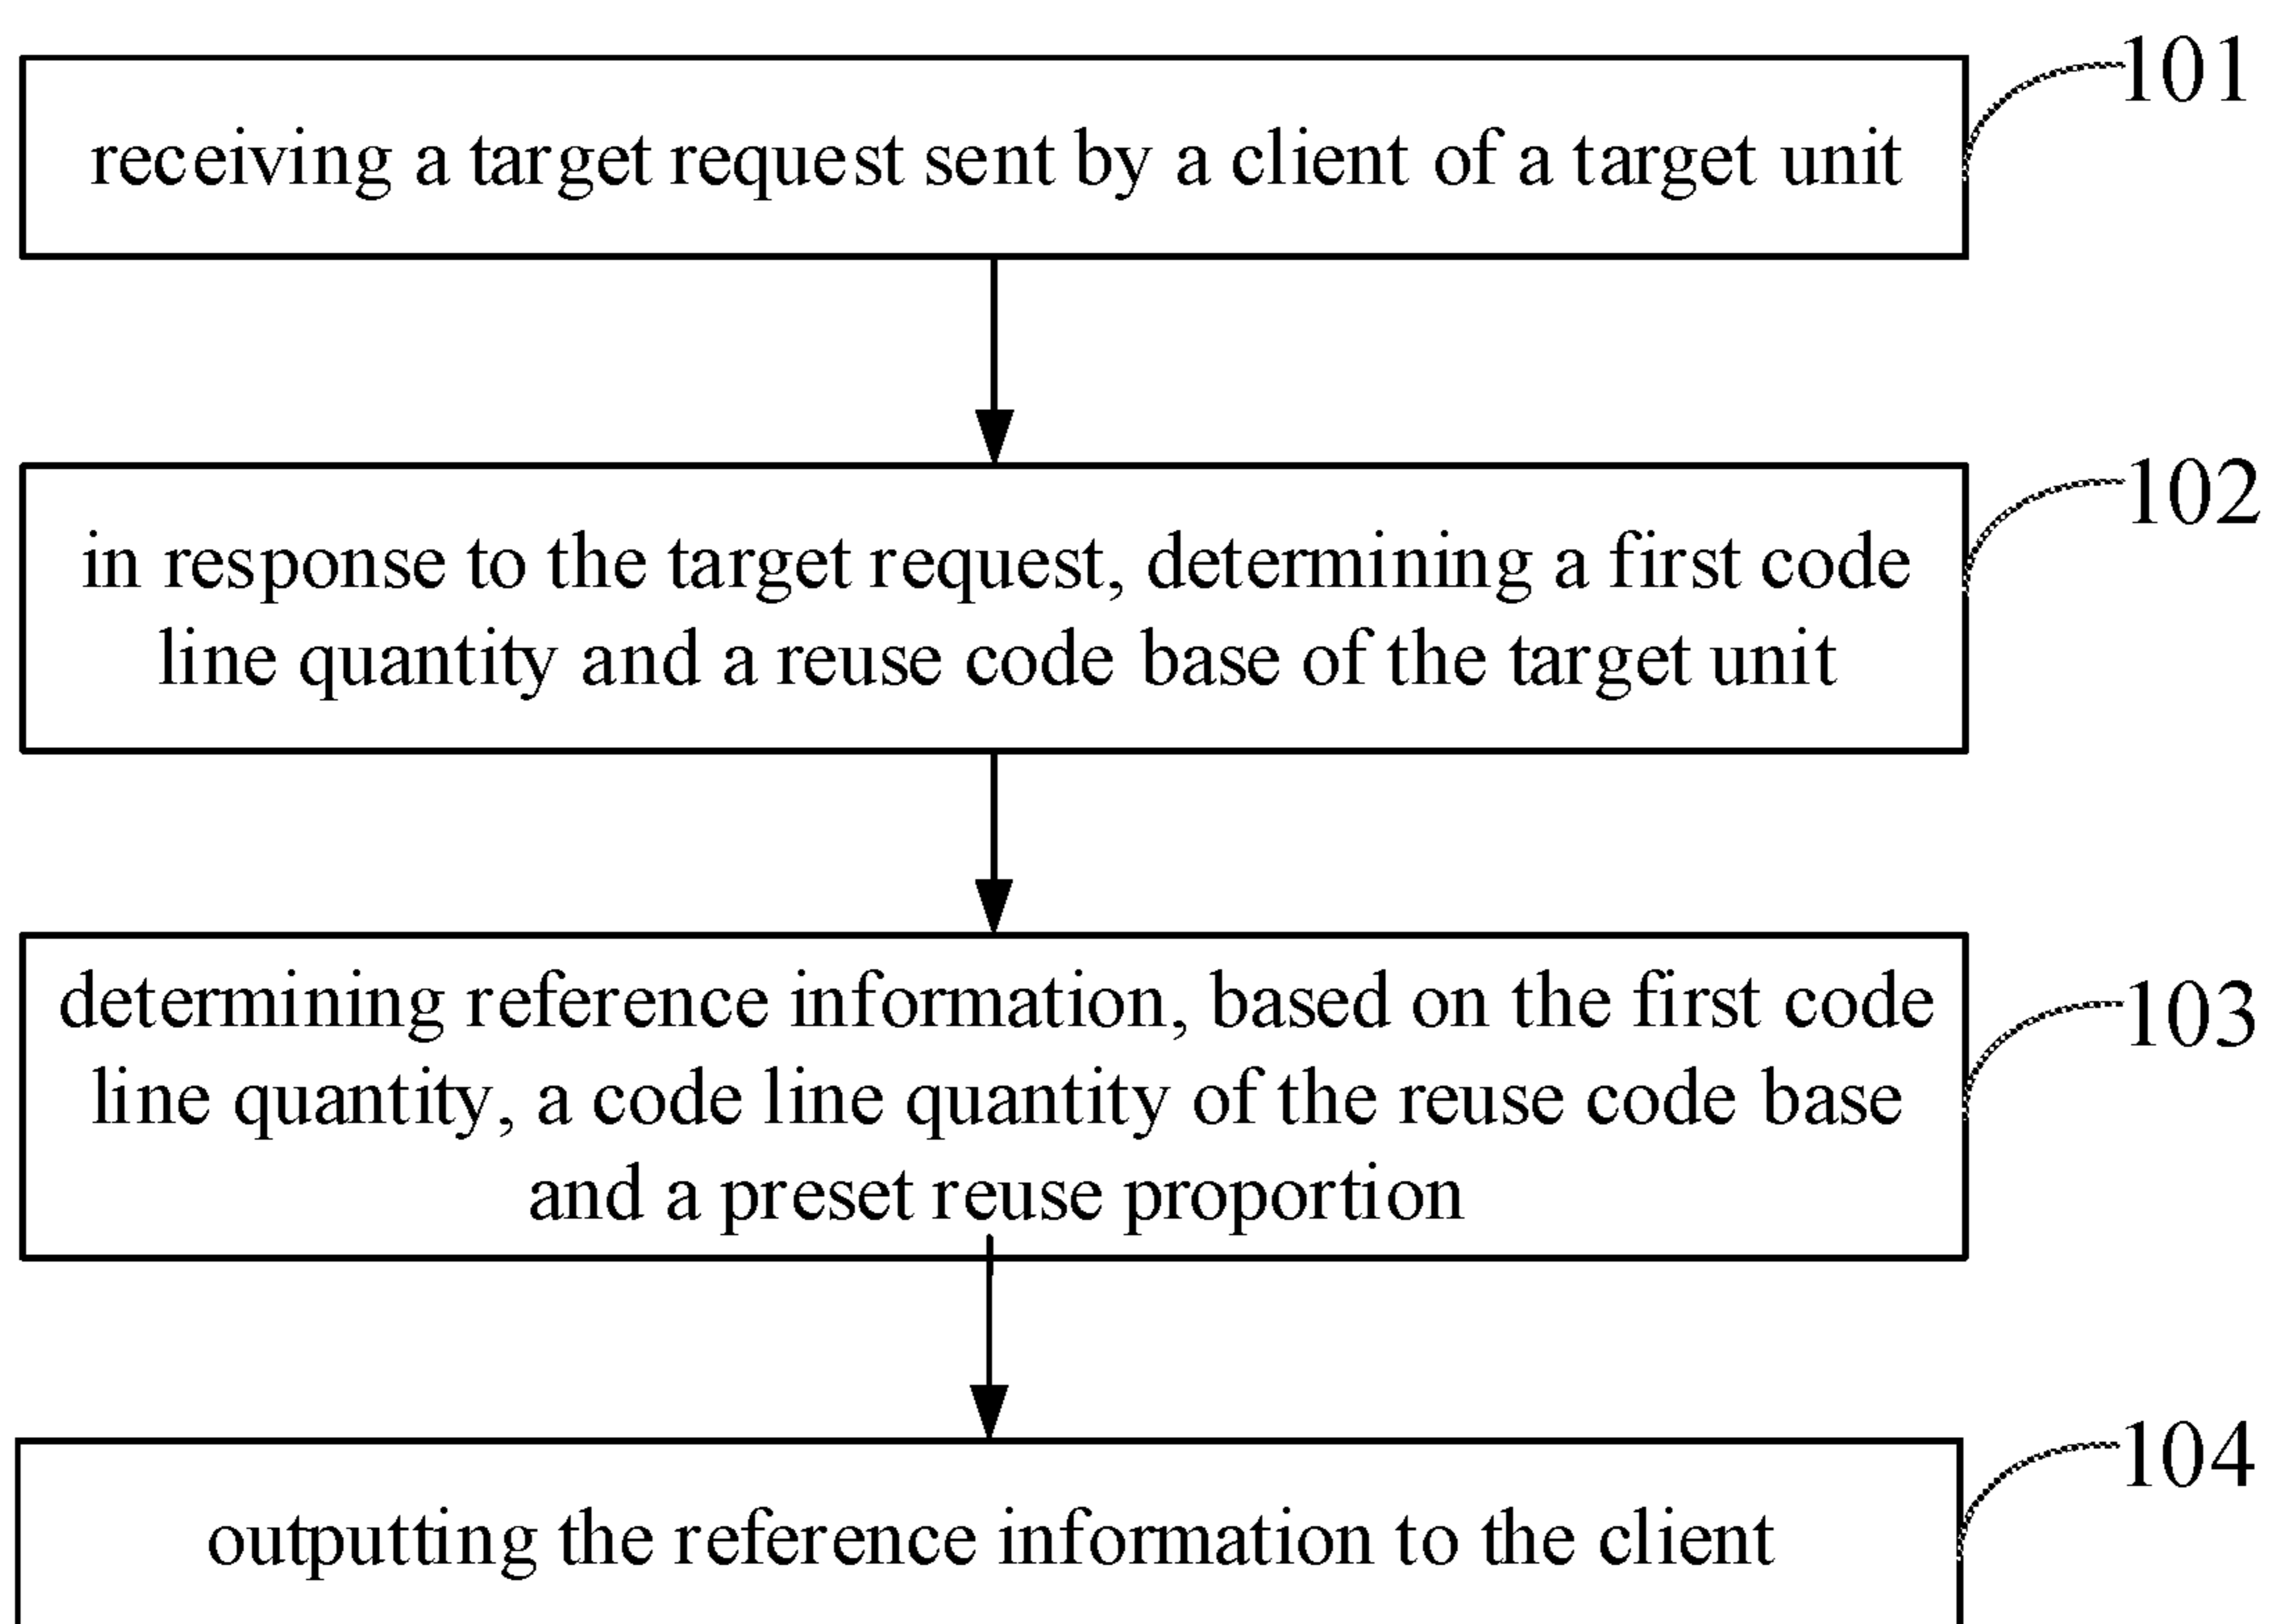 101
receiving a target request sent by a client of a target unit
102
in response to the target request, determining a first code
line quantity and a reuse code base of the target unit
103
determining reference information, based on the first code
line quantity, a code line quantity of the reuse code base
and a preset reuse proportion
104
outputting the reference information to the client